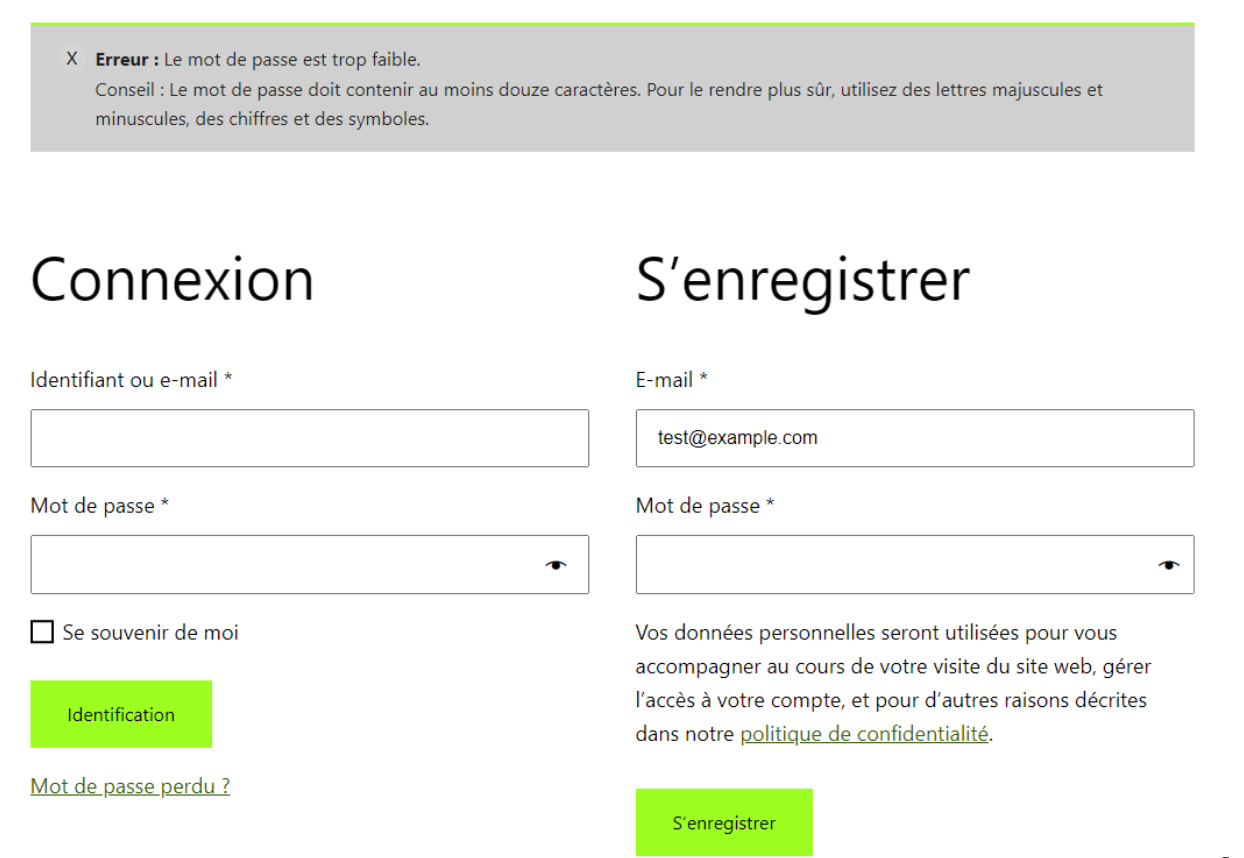 X Erreur : Le mot de passe est trop faible.
Conseil : Le mot de passe doit contenir au moins douze caractères. Pour le rendre plus sûr, utilisez des lettres majuscules et
minuscules, des chiffres et des symboles.
Connexion
Identifiant ou e-mail *
Mot de passe *
Se souvenir de moi
Identification
Mot de passe perdu ?
S’enregistrer
E-mail *
test@example.com
Mot de passe *
Vos données personnelles seront utilisées pour vous
accompagner au cours de votre visite du site web, gérer
l’accès à votre compte, et pour d’autres raisons décrites
dans notre politique de confidentialité.
S’enregistrer